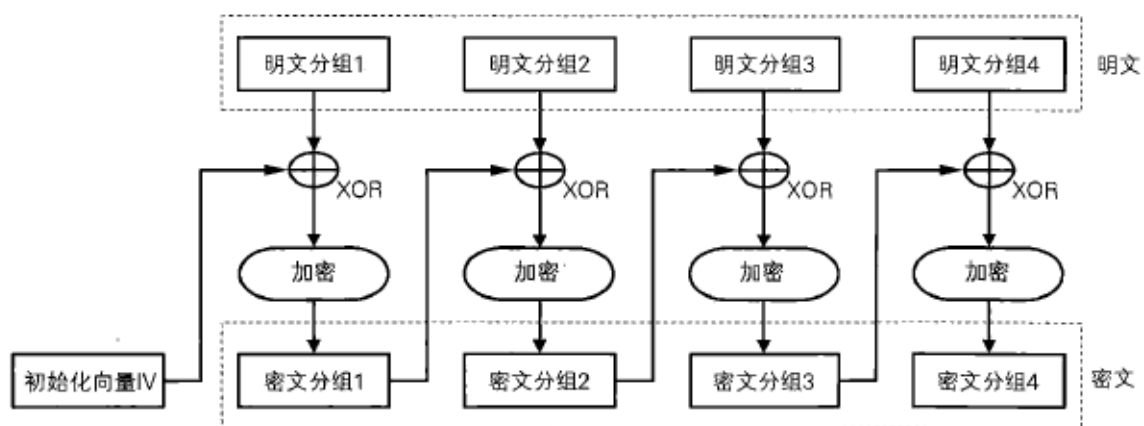 明文分组1 明文分组2 明文分组3 明文分组4 明文
XOR XOR XOR XOR
加密 加密 加密 加密
初始化向量IV 密文分组1 密文分组2 密文分组3 密文分组4 密文